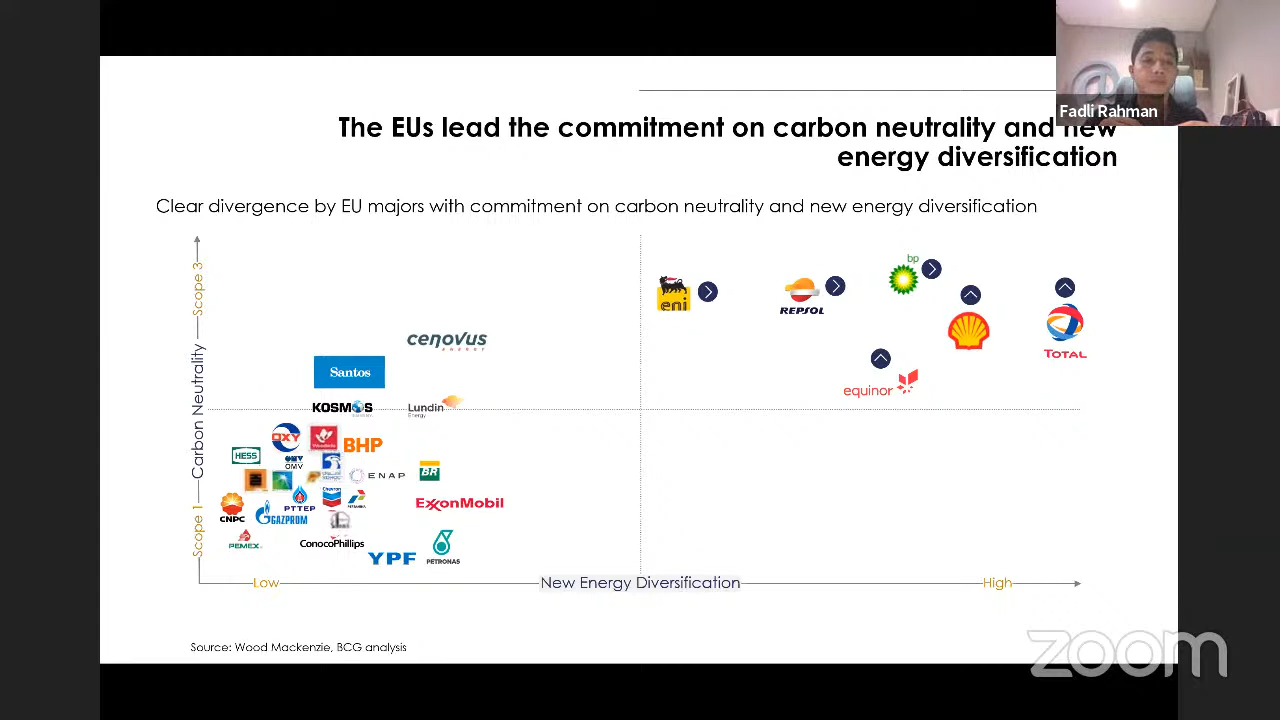 Fadli Rahman
The EUs lead the commitment on carbon neutrality and new
energy diversification
Clear divergence by EU majors with commitment on carbon neutrality and new energy diversification
Scope 3
Carbon Neutrality
Scope 1
bp
eni
REPSOL
TOTAL
equinor
cenovus
ENERGY
Santos
KOSMOS
Lundin
Energy
OXY
BHP
HESS
OMV
OMV
ENAP
BR
Chevron
PTTEP
ExxonMobil
CNPC
GAZPROM
PEMEX
ConocoPhillips
YPF
PETRONAS
Low
New Energy Diversification
High
Source: Wood Mackenzie, BCG analysis
zoom